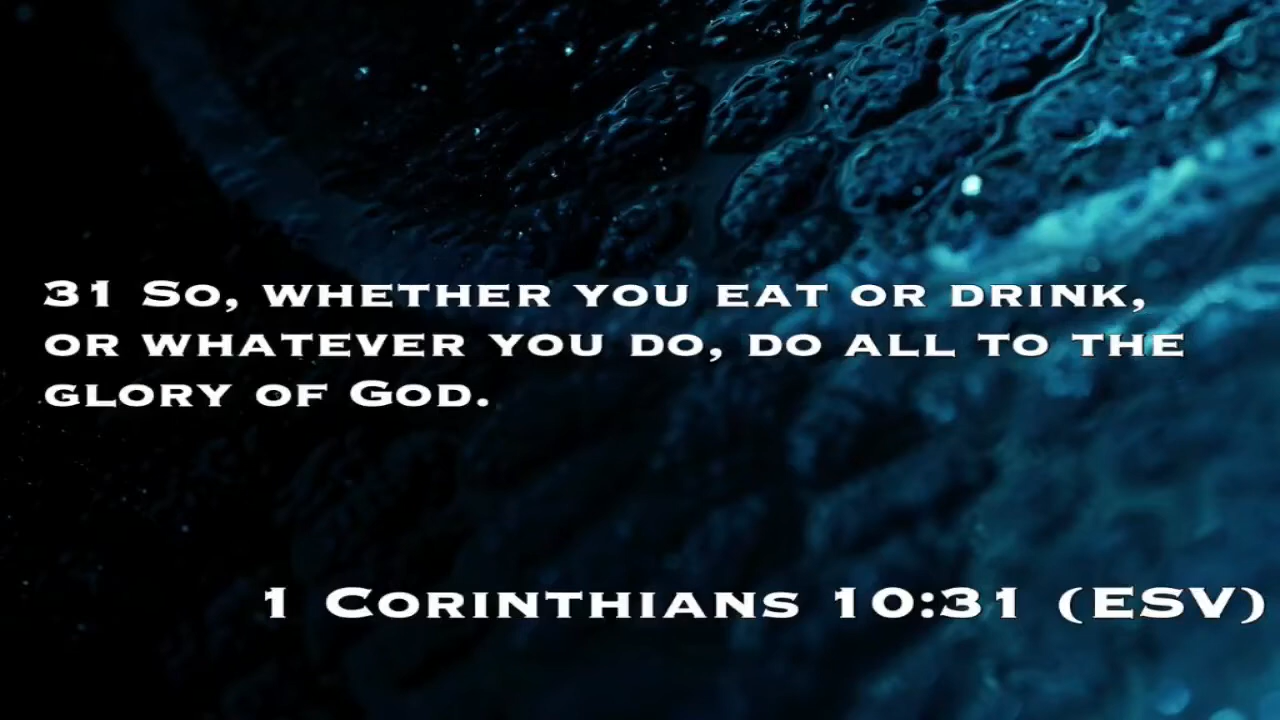 31 So, whether you eat or drink,
or whatever you do, do all to the
glory of God.
1 Corinthians 10:31 (ESV)